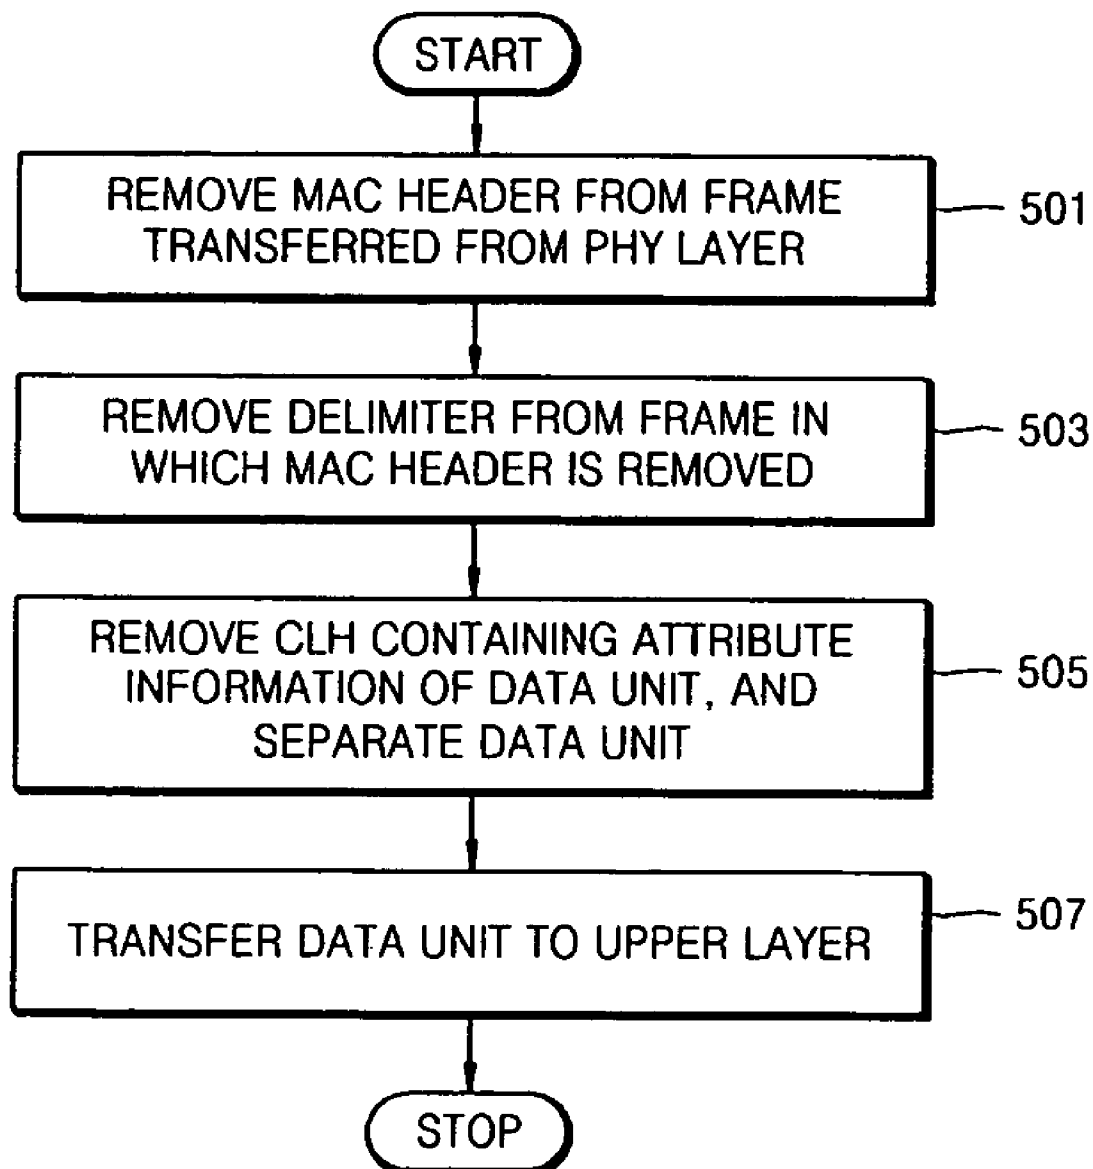 START
REMOVE MAC HEADER FROM FRAME
TRANSFERRED FROM PHY LAYER
501
REMOVE DELIMITER FROM FRAME IN
WHICH MAC HEADER IS REMOVED
503
REMOVE CLH CONTAINING ATTRIBUTE
INFORMATION OF DATA UNIT, AND
SEPARATE DATA UNIT
505
TRANSFER DATA UNIT TO UPPER LAYER
507
STOP